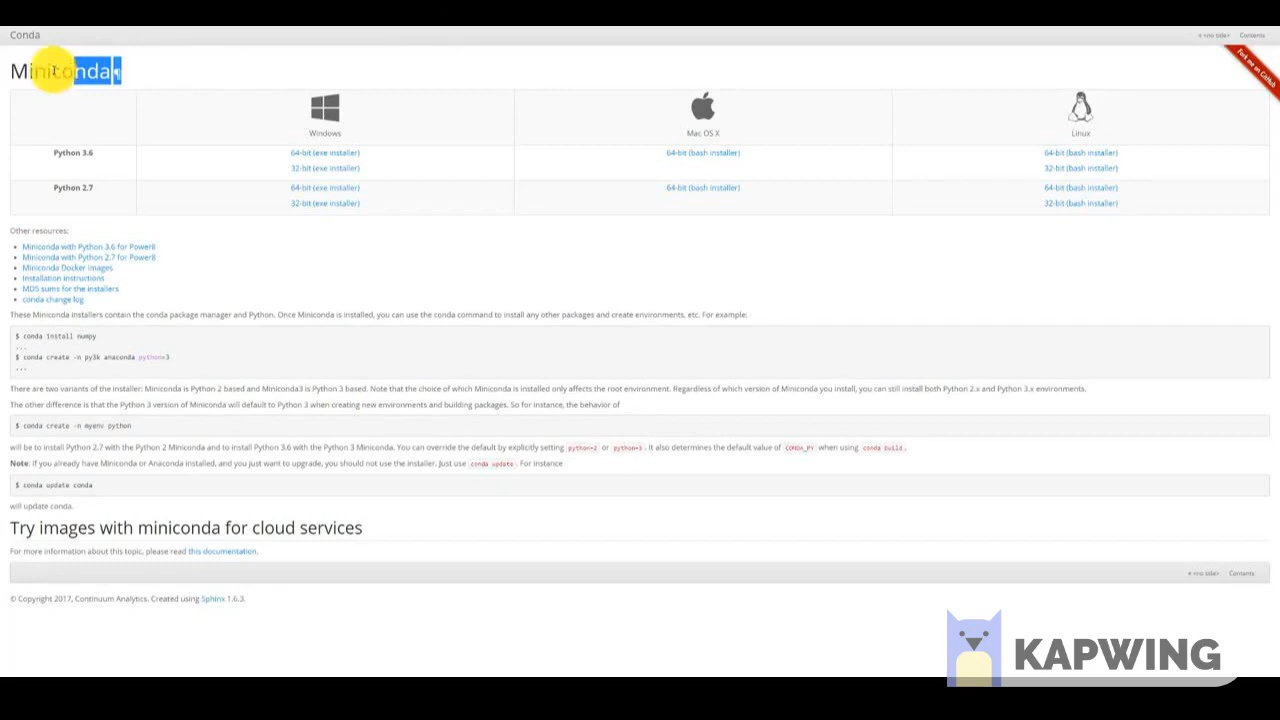 Conda
« <no title>   Contents
Fork me on GitHub
Miniconda¶
Windows   Mac OS X   Linux
Python 3.6   64-bit (exe installer)   64-bit (bash installer)   64-bit (bash installer)
32-bit (exe installer)   32-bit (bash installer)
Python 2.7   64-bit (exe installer)   64-bit (bash installer)   64-bit (bash installer)
32-bit (exe installer)   32-bit (bash installer)
Other resources:
Miniconda with Python 3.6 for Power8
Miniconda with Python 2.7 for Power8
Miniconda Docker images
Installation instructions
MD5 sums for the installers
conda change log
These Miniconda installers contain the conda package manager and Python. Once Miniconda is installed, you can use the conda command to install any other packages and create environments, etc. For example:
$ conda install numpy
...
$ conda create -n py3k anaconda python=3
...
There are two variants of the installer: Miniconda is Python 2 based and Miniconda3 is Python 3 based. Note that the choice of which Miniconda is installed only affects the root environment. Regardless of which version of Miniconda you install, you can still install both Python 2.x and Python 3.x environments.
The other difference is that the Python 3 version of Miniconda will default to Python 3 when creating new environments and building packages. So for instance, the behavior of
$ conda create -n myenv python
will be to install Python 2.7 with the Python 2 Miniconda and to install Python 3.6 with the Python 3 Miniconda. You can override the default by explicitly setting python=2 or python=3. It also determines the default value of CONDA_PY when using conda build.
Note: If you already have Miniconda or Anaconda installed, and you just want to upgrade, you should not use the installer. Just use conda update. For instance
$ conda update conda
will update conda.
Try images with miniconda for cloud services
For more information about this topic, please read this documentation.
« <no title>   Contents
© Copyright 2017, Continuum Analytics. Created using Sphinx 1.6.3.
KAPWING